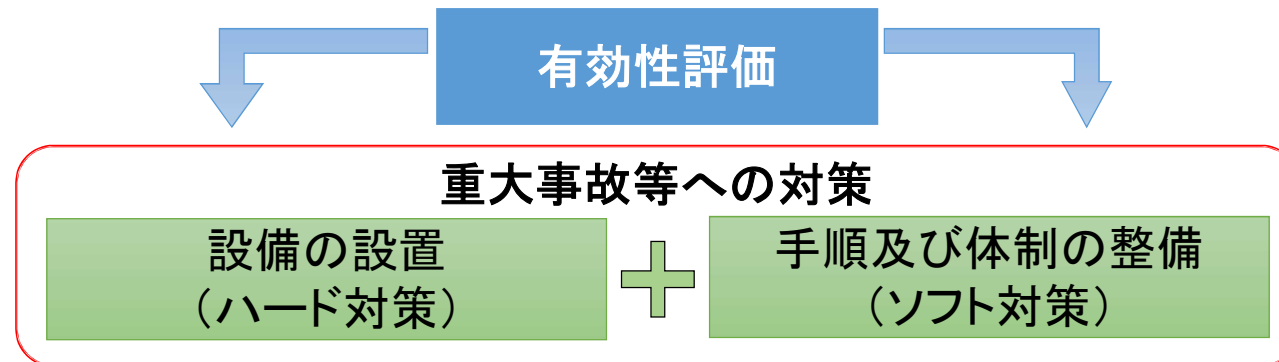 有効性評価
重大事故等への対策
設備の設置
（ハード対策）
手順及び体制の整備
（ソフト対策）